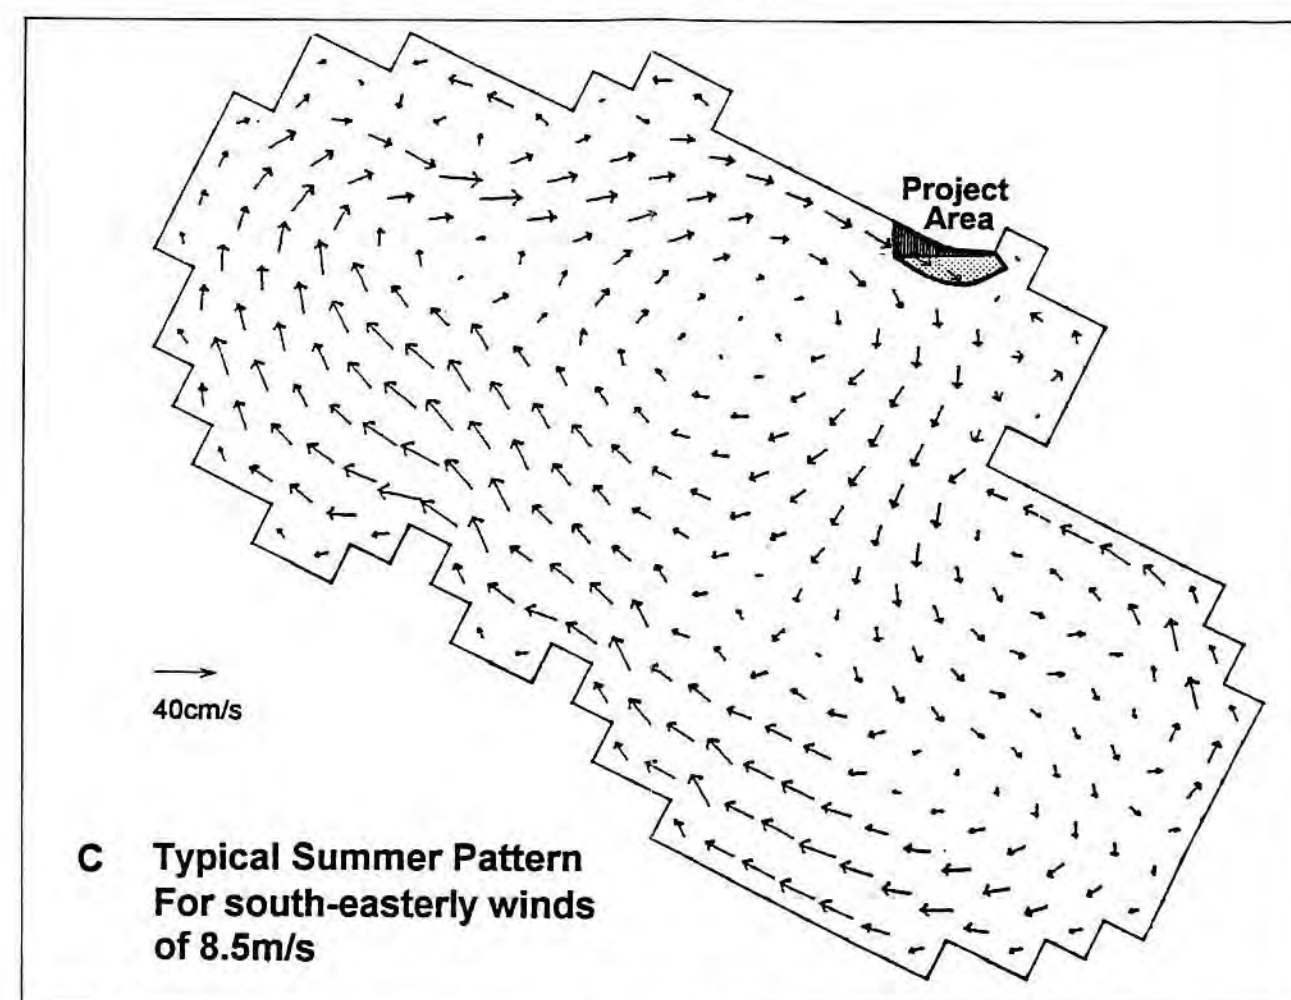 Project
Area
40cm/s
C Typical Summer Pattern
For south-easterly winds
of 8.5m/s